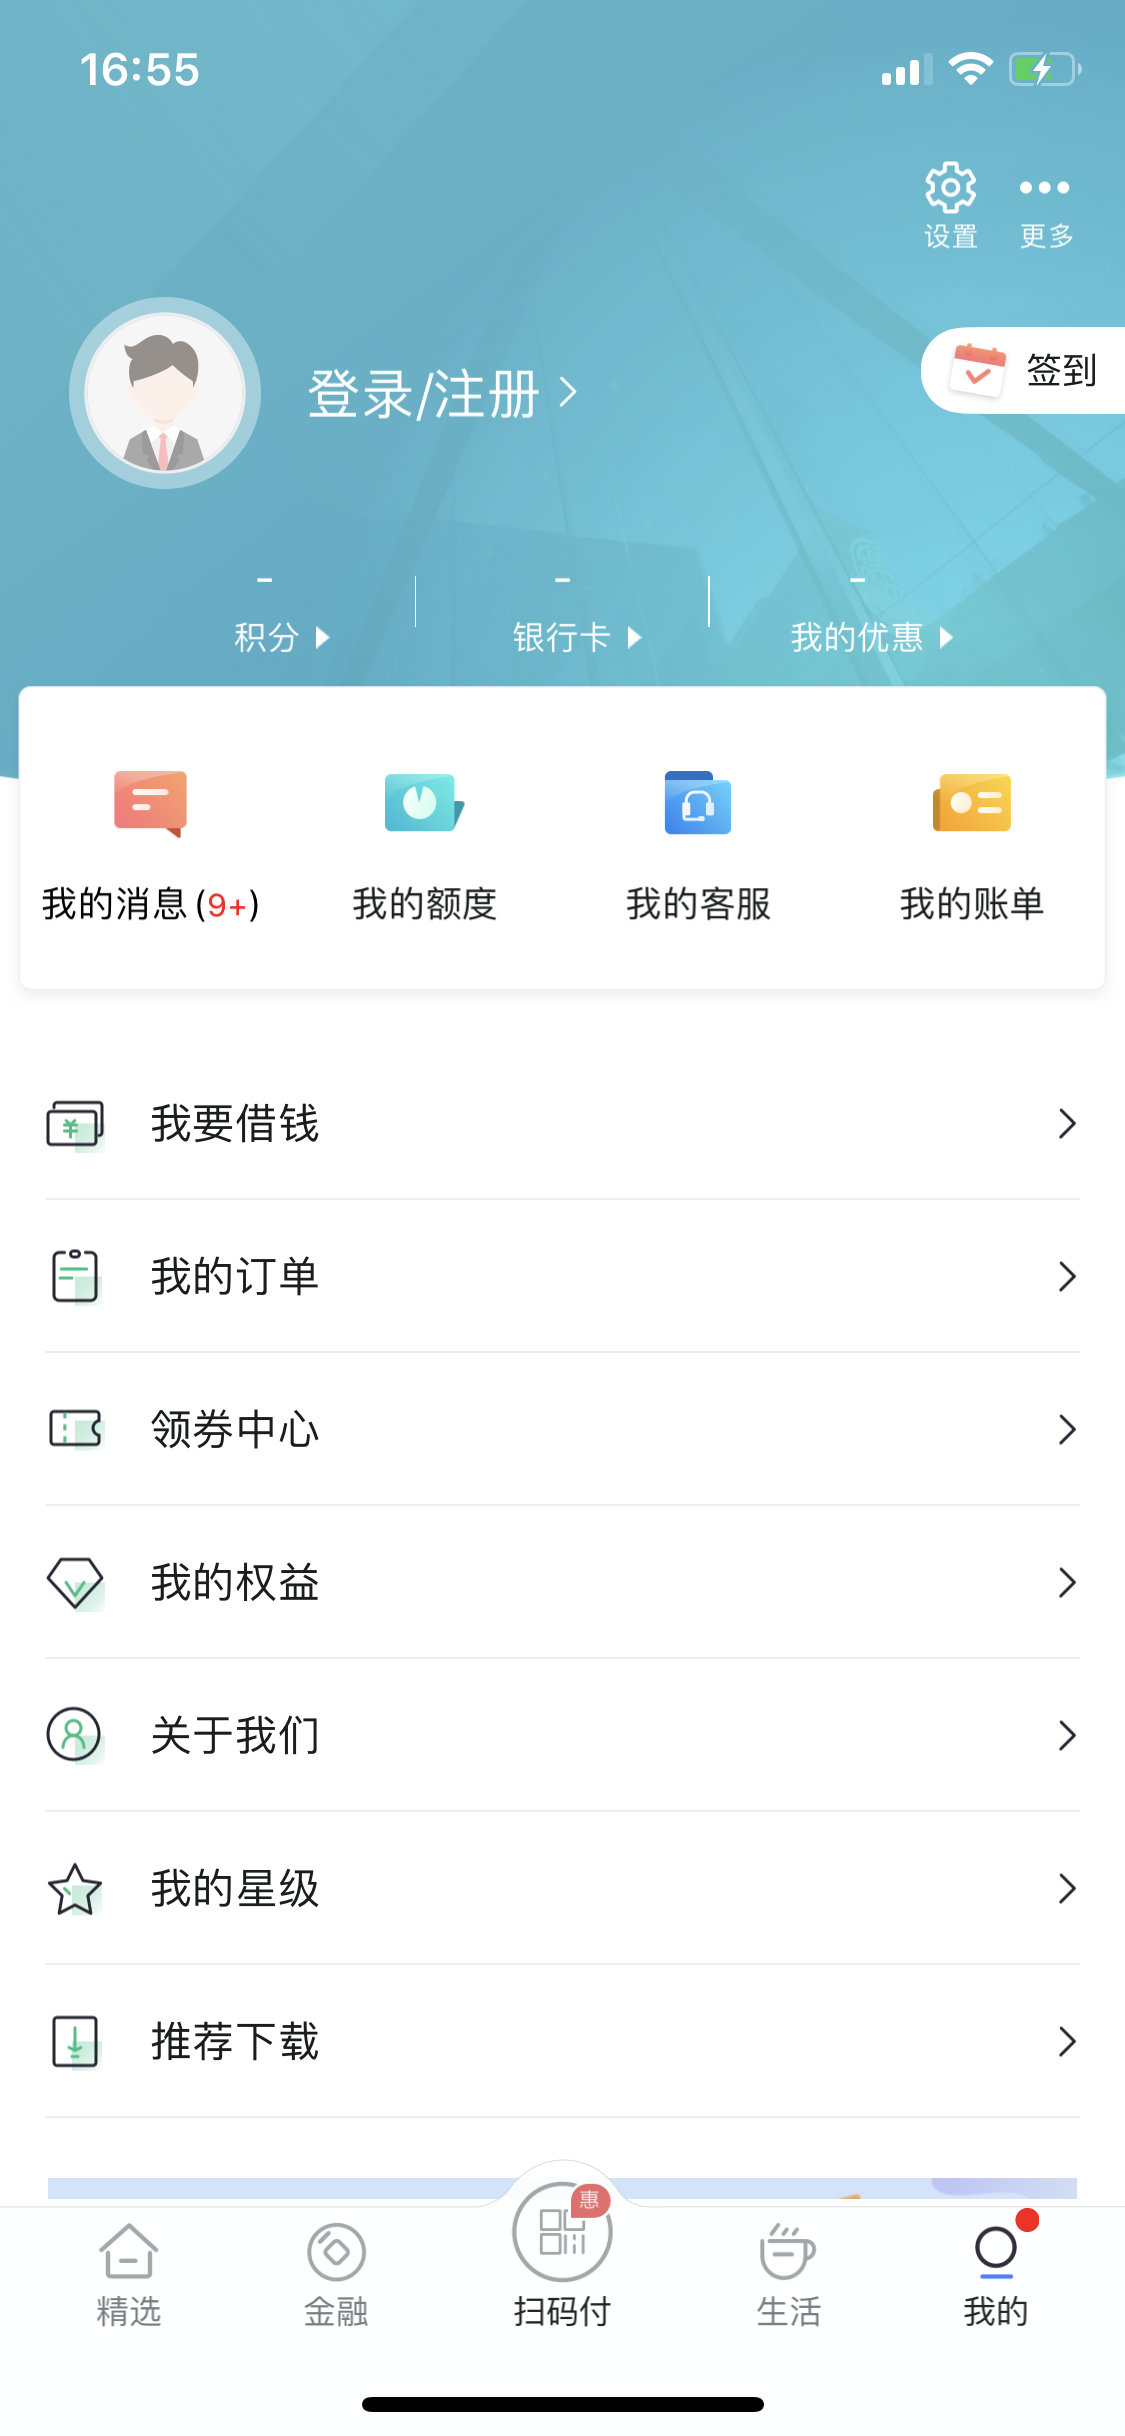 16:55
设置
更多
登录/注册
签到
-
-
-
积分
银行卡
我的优惠
我的消息(9+)
我的额度
我的客服
我的账单
我要借钱
我的订单
领券中心
我的权益
关于我们
我的星级
推荐下载
惠
精选
金融
扫码付
生活
我的